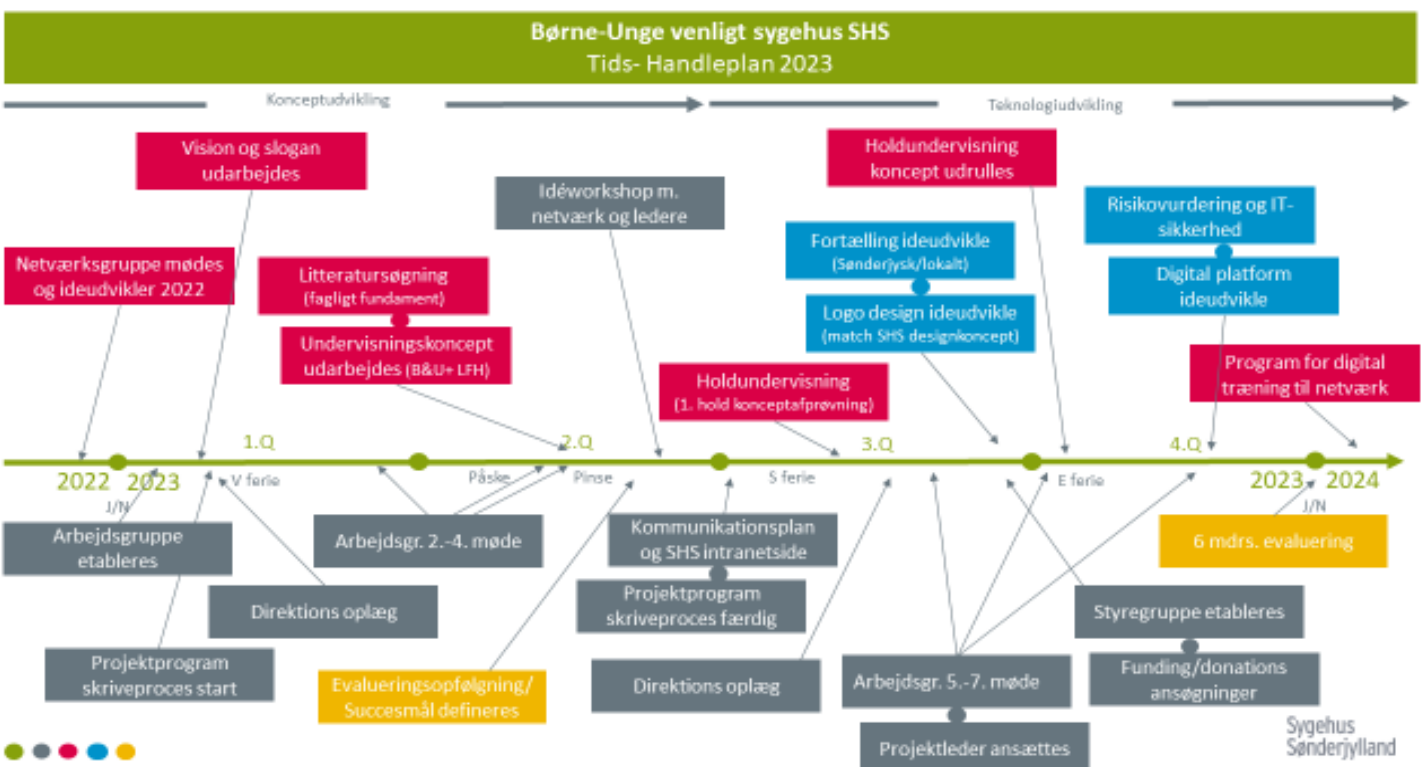 Børne-Unge venligt sygehus SHS
Tids- Handleplan 2023
Konceptudvikling
Teknologiudvikling
Vision og slogan
udarbejdes
Holdundervisning
koncept udrulles
Idéworkshop m.
netværk og ledere
Risikovurdering og IT-
sikkerhed
Fortælling ideudvikle
(Sønderjysk/lokalt)
Netværksgruppe mødes
og ideudvikler 2022
Litteratursøgning
(fagligt fundament)
Digital platform
ideudvikle
Logo design ideudvikle
(match SHS designkoncept)
Undervisningskoncept
udarbejdes (B&U+ LFH)
Program for digital
træning til netværk
Holdundervisning
(1. hold konceptafprøvning)
1.Q
2.Q
3.Q
4.Q
2022
2023
V ferie
Påske
Pinse
S ferie
E ferie
2023
2024
J/N
J/N
Arbejdsgruppe
etableres
Arbejdsgr. 2.-4. møde
Kommunikationsplan
og SHS intranetside
6 mdrs. evaluering
Direktions oplæg
Projektprogram
skriveproces færdig
Styregruppe etableres
Projektprogram
skriveproces start
Evalueringsopfølgning/
Succesmål defineres
Direktions oplæg
Arbejdsgr. 5.-7. møde
Funding/donations
ansøgninger
Projektleder ansættes
Sygehus
Sønderjylland